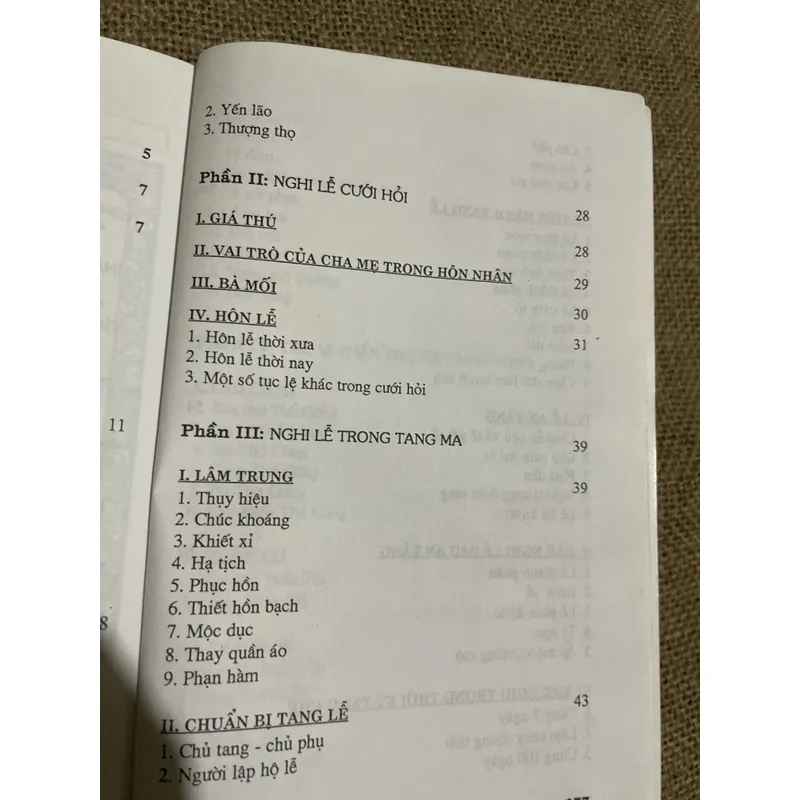 2. Yến lão
3. Thượng thọ
Phần II: NGHI LỄ CƯỚI HỎI 28
I. GIÁ THÚ 28
II. VAI TRÒ CỦA CHA MẸ TRONG HÔN NHÂN 29
III. BÀ MỐI 30
IV. HÔN LỄ 31
1. Hôn lễ thời xưa
2. Hôn lễ thời nay
3. Một số tục lệ khác trong cưới hỏi
Phần III: NGHI LỄ TRONG TANG MA 39
I. LÂM TRUNG 39
1. Thụy hiệu
2. Chúc khoáng
3. Khiết xỉ
4. Hạ tịch
5. Phục hồn
6. Thiết hồn bạch
7. Mộc dục
8. Thay quần áo
9. Phạn hàm
II. CHUẨN BỊ TANG LỄ 43
1. Chủ tang - chủ phụ
2. Người lập hộ lễ
5
7
7
11
8